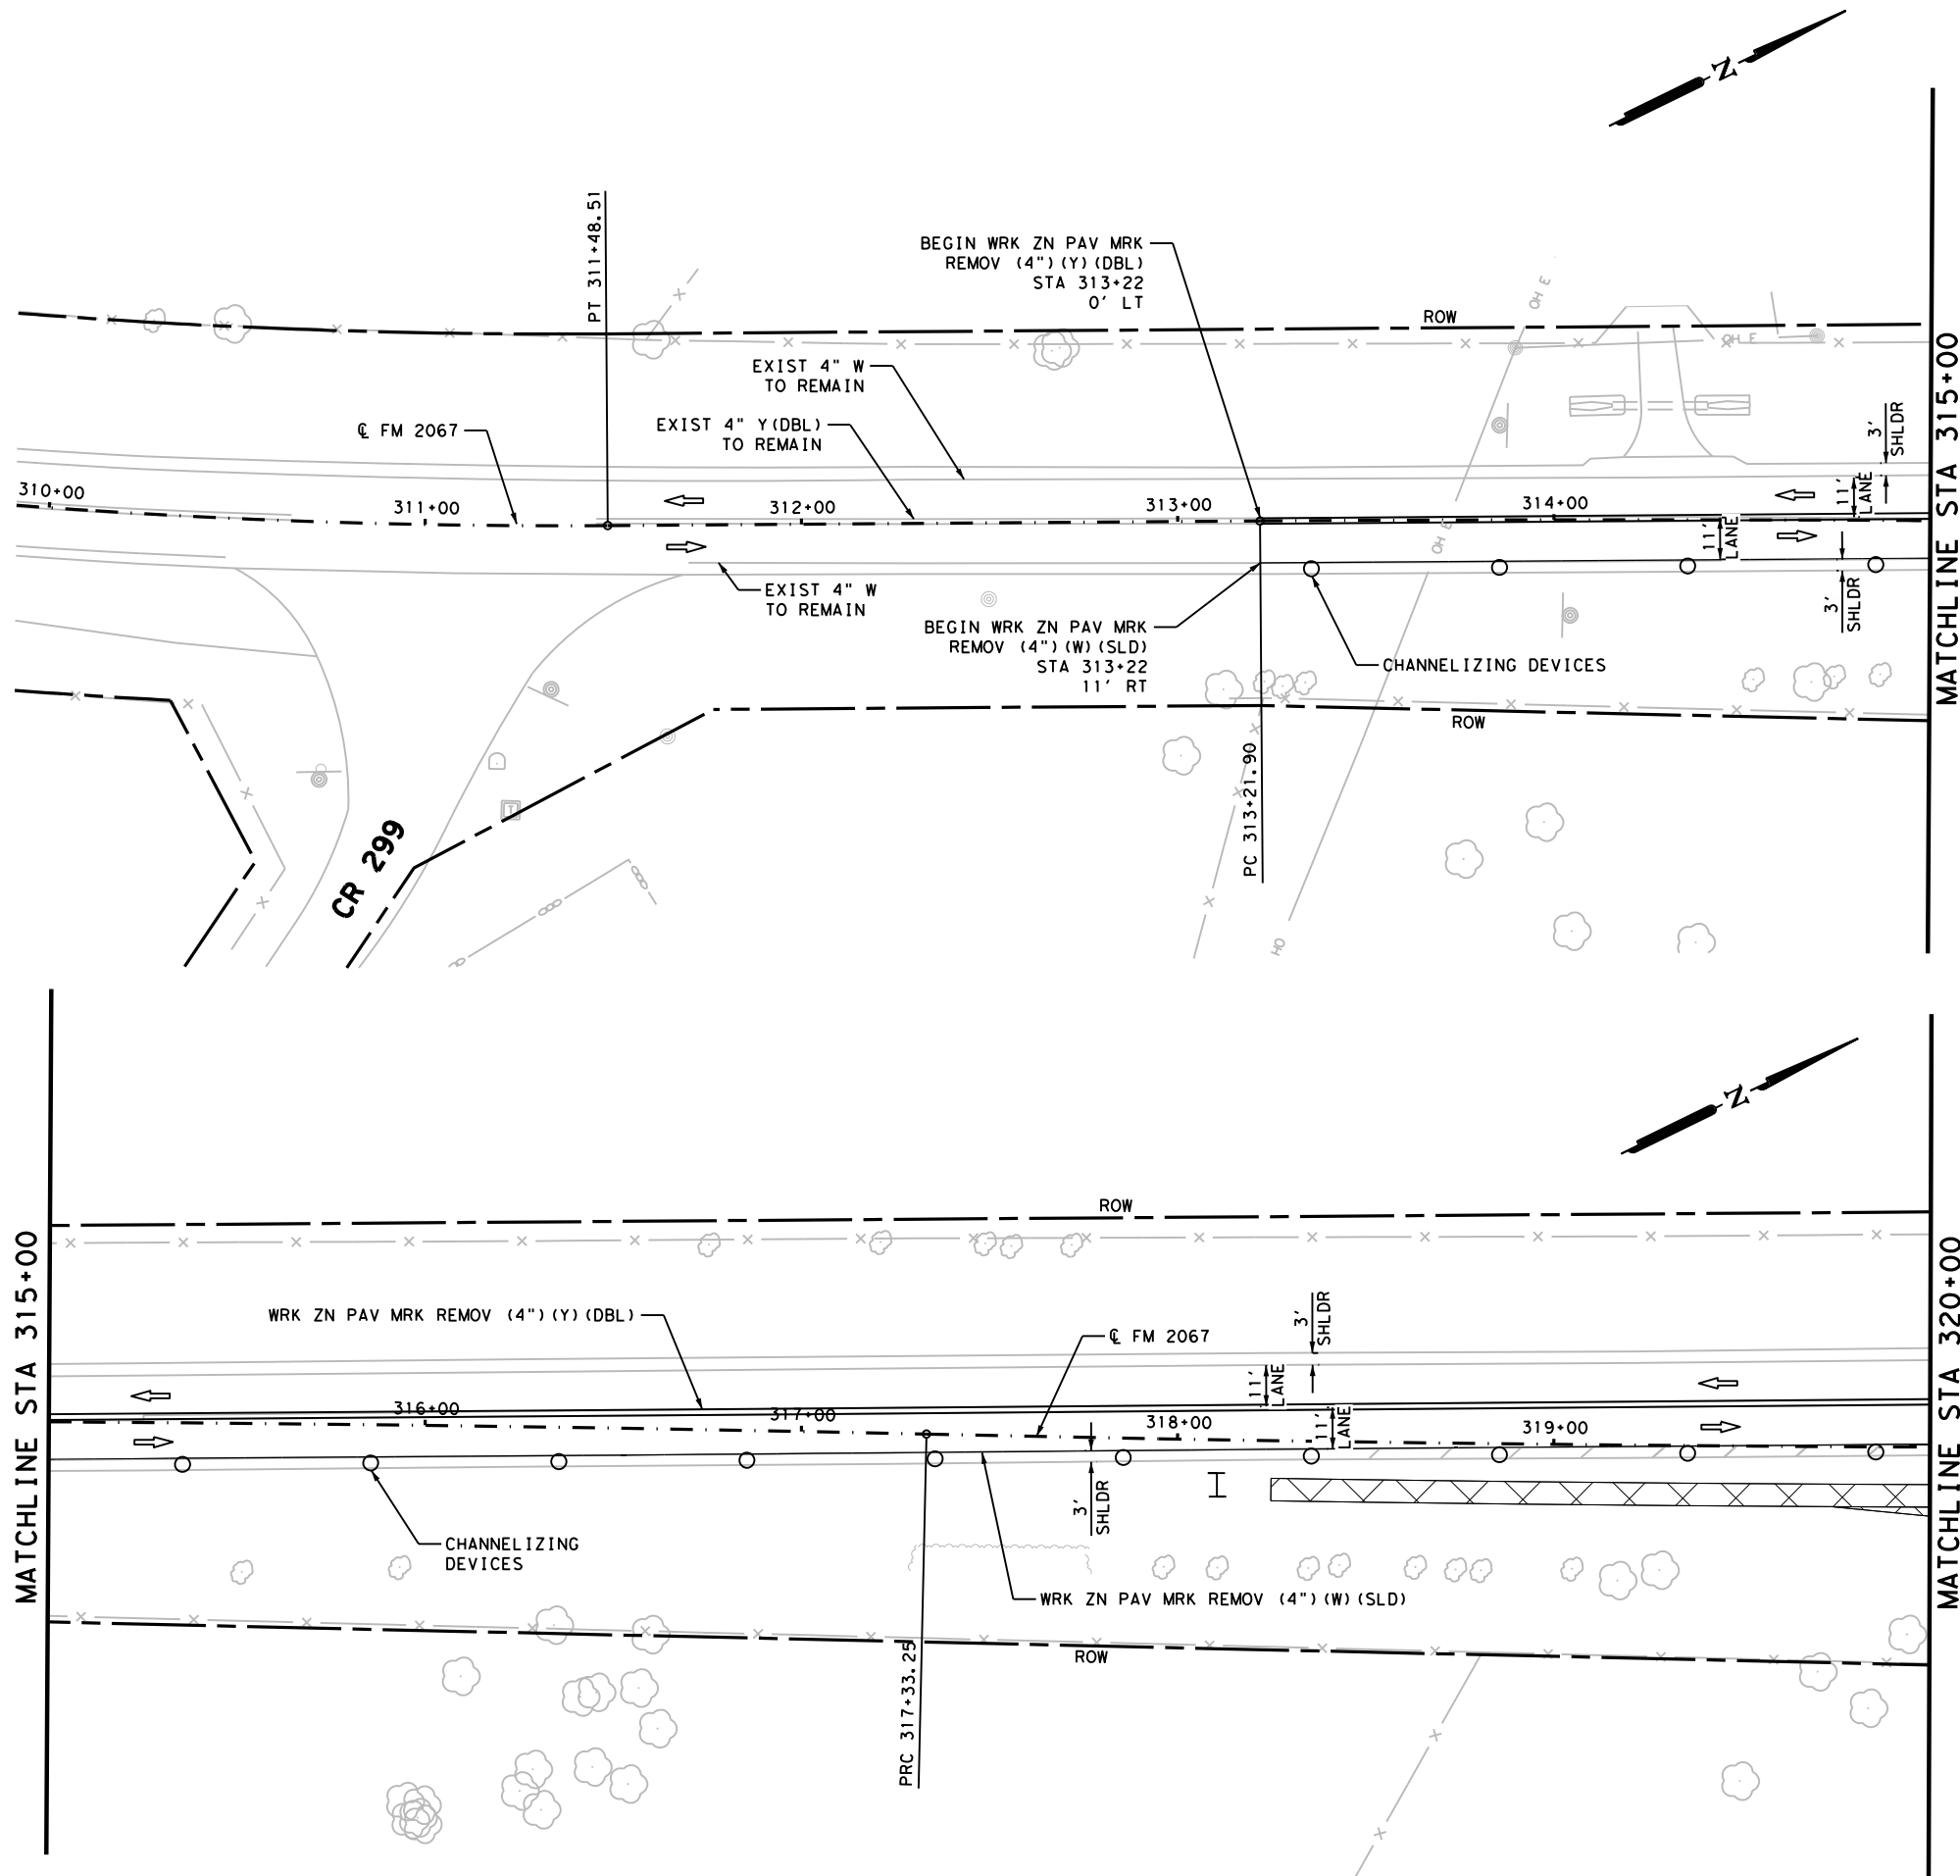 N
PT 311+48.51
BEGIN WRK ZN PAV MRK
REMOV (4")(Y)(DBL)
STA 313+22
0' LT
OH E
ROW
OH E
EXIST 4" W
TO REMAIN
EXIST 4" Y(DBL)
TO REMAIN
℄ FM 2067
3'
SHLDR
MATCHLINE STA 315+00
310+00
311+00
312+00
313+00
314+00
11'
LANE
OH E
11'
LANE
EXIST 4" W
TO REMAIN
3'
SHLDR
BEGIN WRK ZN PAV MRK
REMOV (4")(W)(SLD)
STA 313+22
11' RT
CHANNELIZING DEVICES
ROW
PC 313+21.90
T
CR 299
OH
N
ROW
MATCHLINE STA 315+00
WRK ZN PAV MRK REMOV (4")(Y)(DBL)
℄ FM 2067
3'
SHLDR
MATCHLINE STA 320+00
11'
LANE
316+00
317+00
318+00
319+00
11'
LANE
3'
SHLDR
CHANNELIZING
DEVICES
WRK ZN PAV MRK REMOV (4")(W)(SLD)
ROW
PRC 317+33.25